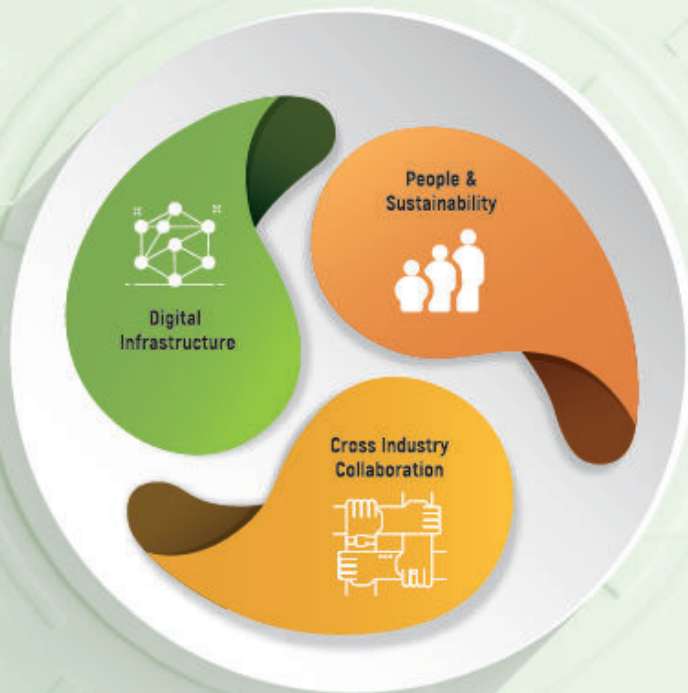 People &
Sustainability
Digital
Infrastructure
Cross Industry
Collaboration